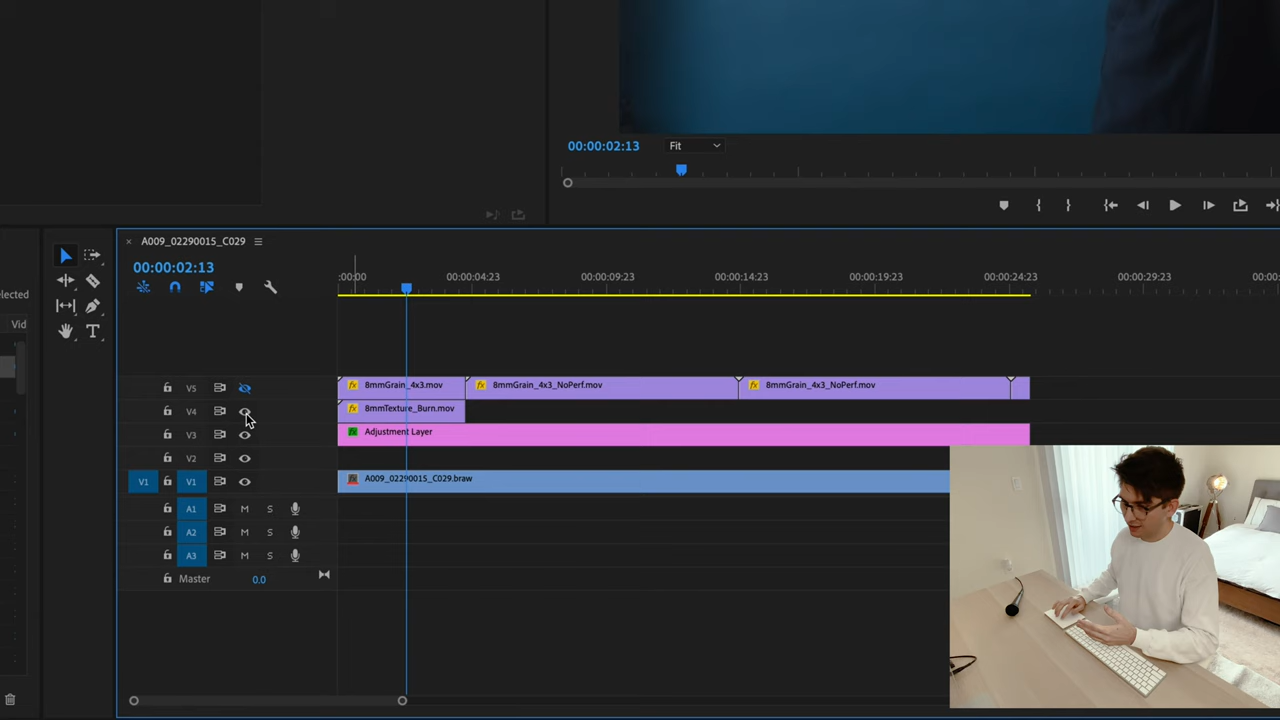 00:00:02:13 Fit
A009_02290015_C029
00:00:02:13
:00:00 00:00:04:23 00:00:09:23 00:00:14:23 00:00:19:23 00:00:24:23 00:00:29:23 00:00
elected
Vid
T
V5 8mmGrain_4x3.mov 8mmGrain_4x3_NoPerf.mov 8mmGrain_4x3_NoPerf.mov
V4 8mmTexture_Burn.mov
V3 Adjustment Layer
V2
V1 V1 A009_02290015_C029.braw
A1 M S
A2 M S
A3 M S
Master 0.0